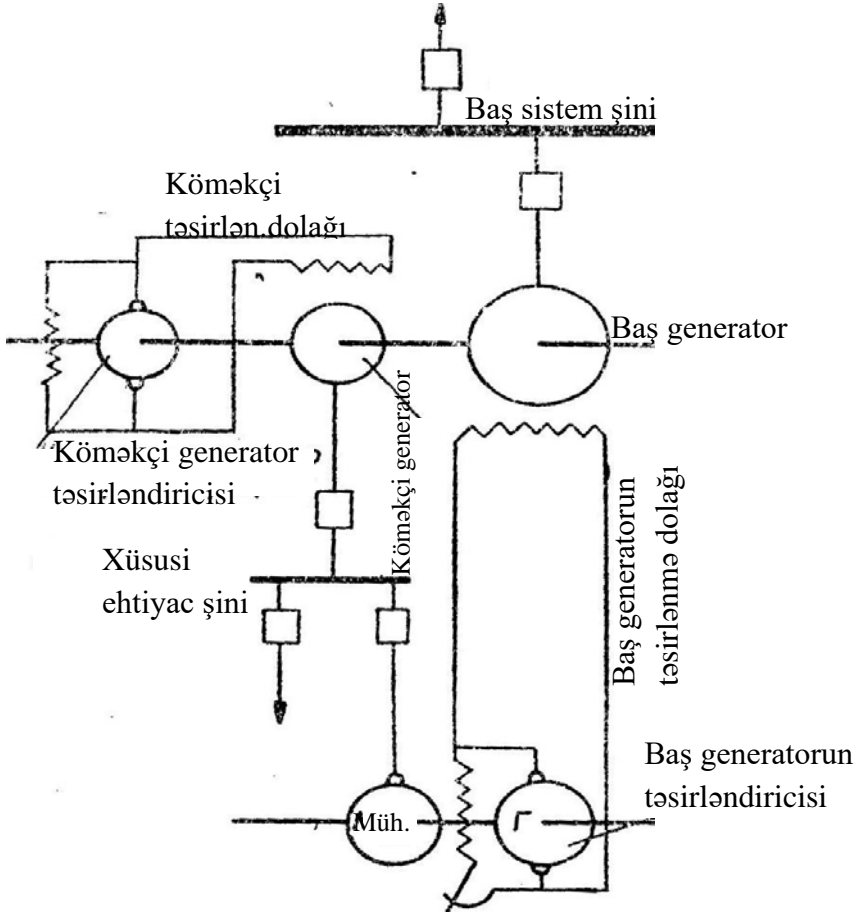 Baş sistem şini
Köməkçi
təsirlən.dolağı
Baş generator
Köməkçi generator
təsirləndiricisi
Köməkçi generator
Xüsusi
ehtiyac şini
Baş generatorun
təsirlənmə dolağı
Baş generatorun
təsirləndiricisi
Müh.
Г